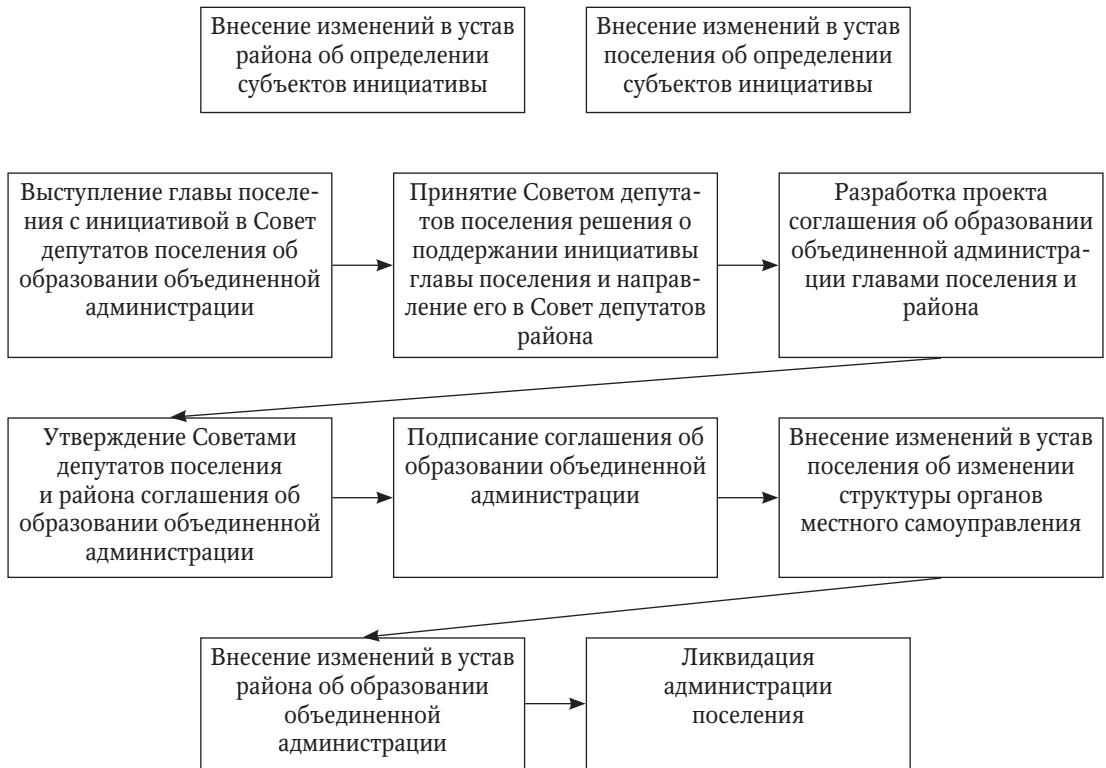 Внесение изменений в устав
района об определении
субъектов инициативы
Внесение изменений в устав
поселения об определении
субъектов инициативы
Выступление главы поселе-
ния с инициативой в Совет
депутатов поселения об
образовании объединенной
администрации
Принятие Советом депута-
тов поселения решения о
поддержании инициативы
главы поселения и направ-
ление его в Совет депутатов
района
Разработка проекта
соглашения об образовании
объединенной администра-
ции главами поселения и
района
Утверждение Советами
депутатов поселения
и района соглашения об
образовании объединенной
администрации
Подписание соглашения об
образовании объединенной
администрации
Внесение изменений в устав
поселения об изменении
структуры органов
местного самоуправления
Внесение изменений в устав
района об образовании
объединенной
администрации
Ликвидация
администрации
поселения